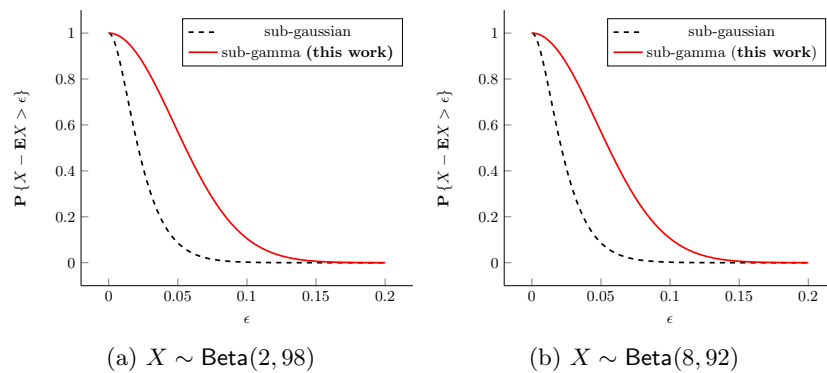 sub-gaussian
sub-gamma (this work)
1
0.8
0.6
0.4
0.2
0
P {X − EX > ϵ}
0 0.05 0.1 0.15 0.2
ϵ
(a) X ∼ Beta(2, 98)
sub-gaussian
sub-gamma (this work)
1
0.8
0.6
0.4
0.2
0
P {X − EX > ϵ}
0 0.05 0.1 0.15 0.2
ϵ
(b) X ∼ Beta(8, 92)